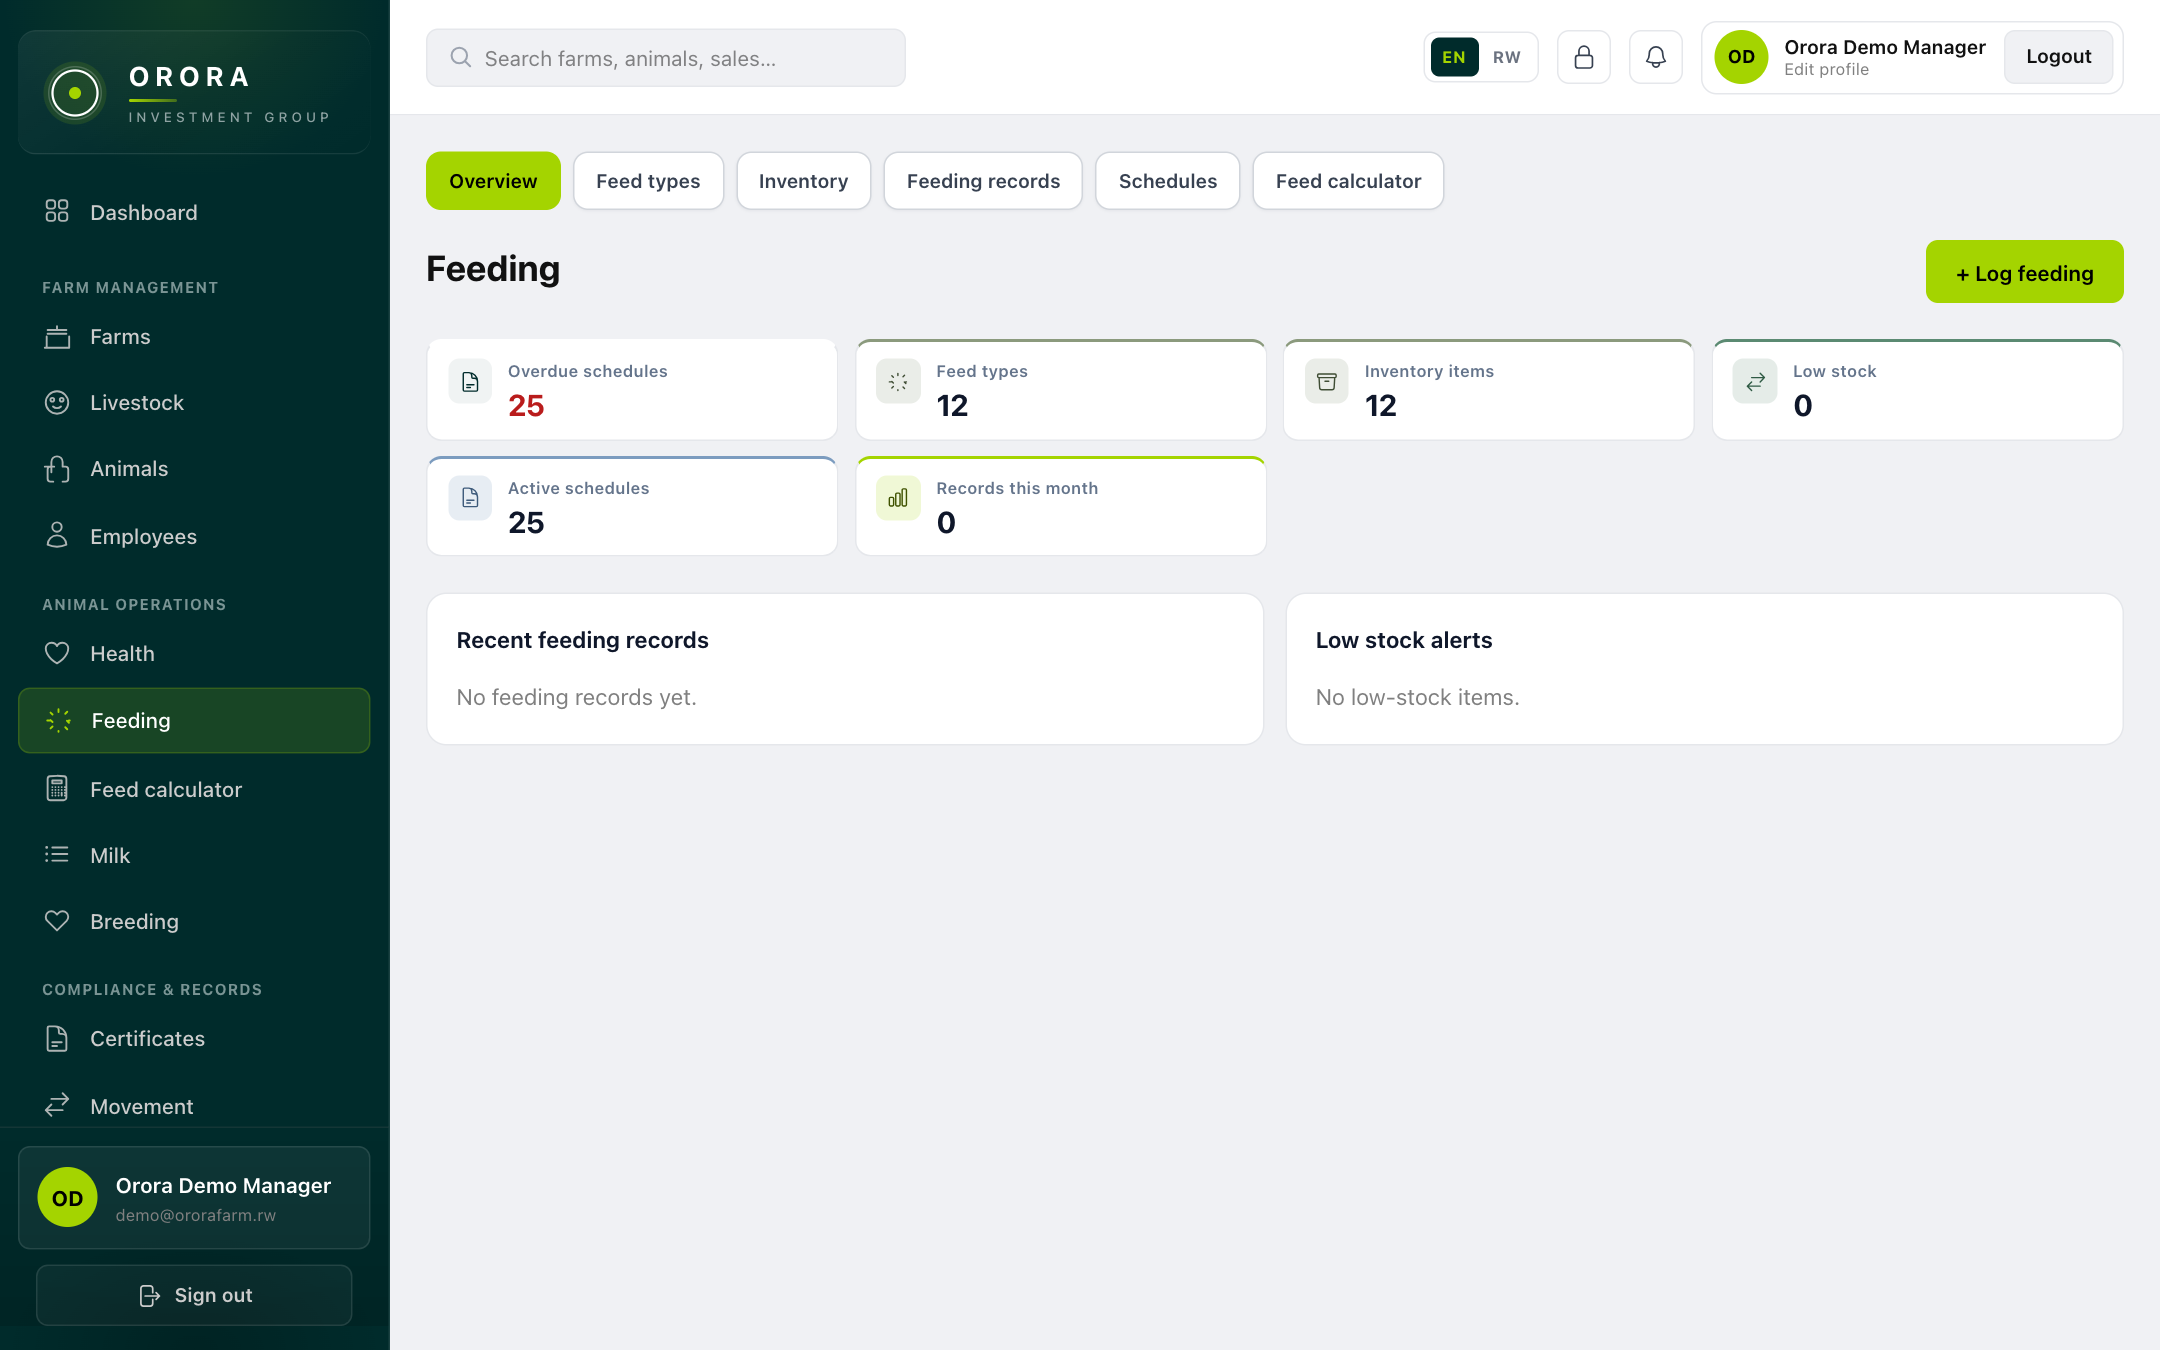 ORORA
INVESTMENT GROUP
Dashboard
FARM MANAGEMENT
Farms
Livestock
Animals
Employees
ANIMAL OPERATIONS
Health
Feeding
Feed calculator
Milk
Breeding
COMPLIANCE & RECORDS
Certificates
Movement
OD
Orora Demo Manager
demo@ororafarm.rw
Sign out
Search farms, animals, sales...
EN RW
OD
Orora Demo Manager
Edit profile
Logout
Overview Feed types Inventory Feeding records Schedules Feed calculator
Feeding
+ Log feeding
Overdue schedules
25
Feed types
12
Inventory items
12
Low stock
0
Active schedules
25
Records this month
0
Recent feeding records
No feeding records yet.
Low stock alerts
No low-stock items.